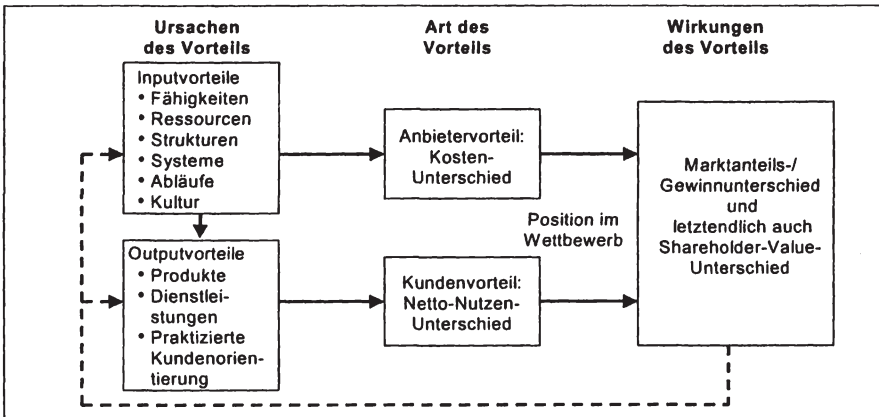 Ursachen
des Vorteils
Art des
Vorteils
Wirkungen
des Vorteils
Inputvorteile
• Fähigkeiten
• Ressourcen
• Strukturen
• Systeme
• Abläufe
• Kultur
Anbietervorteil:
Kosten-
Unterschied
Position im
Wettbewerb
Outputvorteile
• Produkte
• Dienstlei-
stungen
• Praktizierte
Kundenorien-
tierung
Kundenvorteil:
Netto-Nutzen-
Unterschied
Marktanteils-/
Gewinnunterschied
und
letztendlich auch
Shareholder-Value-
Unterschied